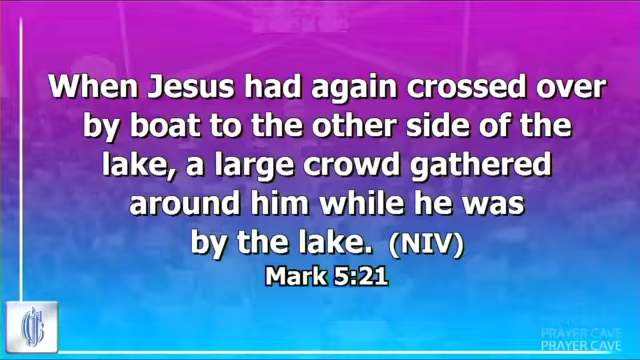 When Jesus had again crossed over
by boat to the other side of the
lake, a large crowd gathered
around him while he was
by the lake. (NIV)
Mark 5:21
PRAYER CAVE
PRAYER CAVE